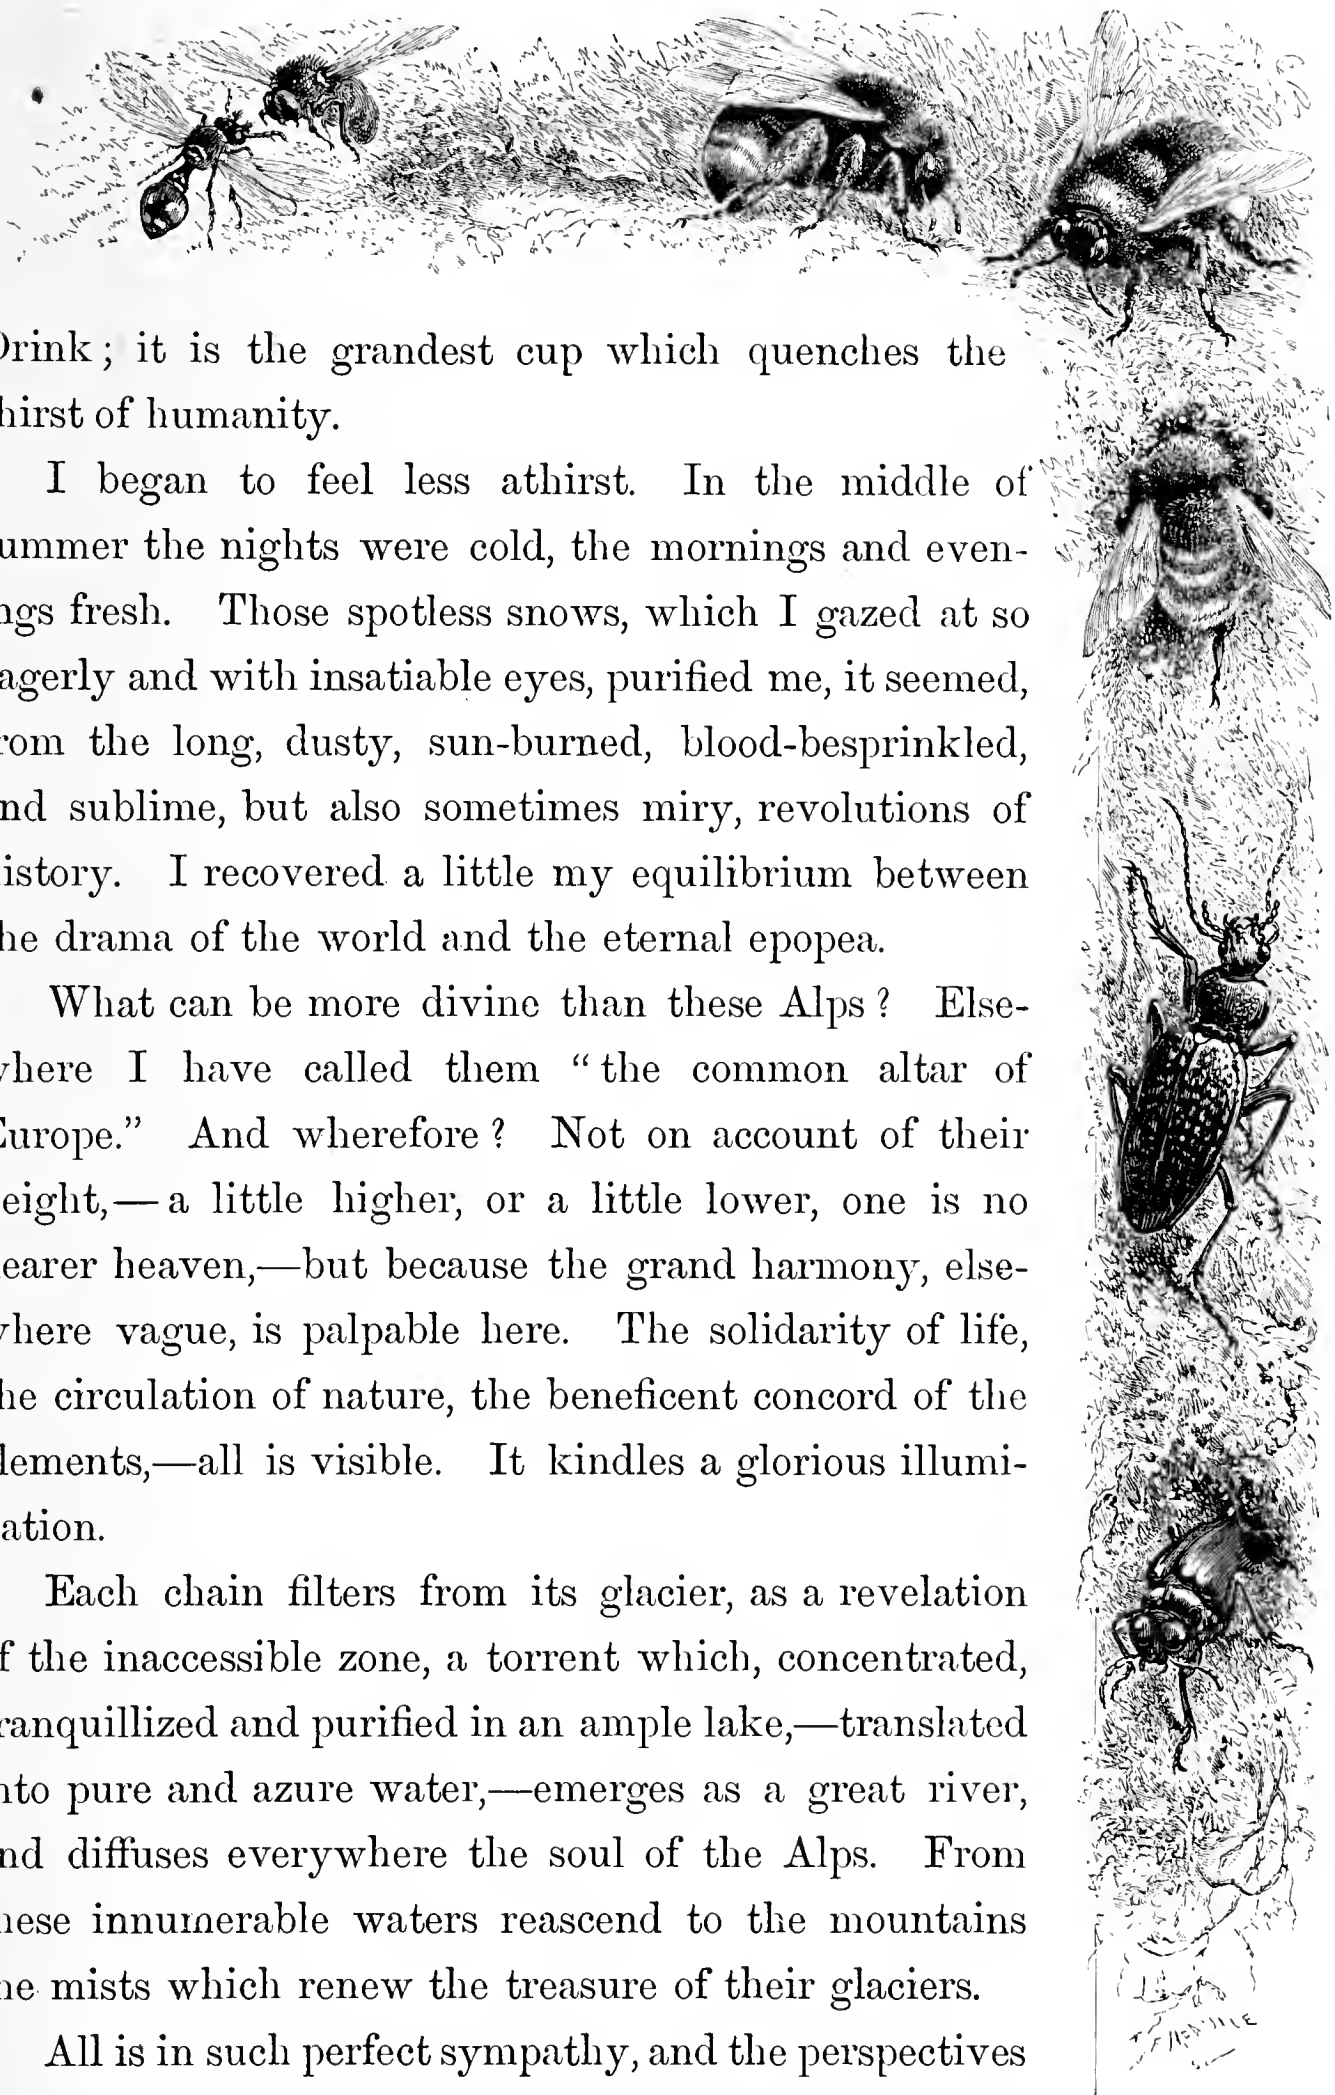 Drink; it is the grandest cup which quenches the
hirst of humanity.
I began to feel less athirst. In the middle of
ummer the nights were cold, the mornings and even-
ngs fresh. Those spotless snows, which I gazed at so
agerly and with insatiable eyes, purified me, it seemed,
rom the long, dusty, sun-burned, blood-besprinkled,
nd sublime, but also sometimes miry, revolutions of
istory. I recovered a little my equilibrium between
he drama of the world and the eternal epopea.
What can be more divine than these Alps? Else-
where I have called them “the common altar of
Europe.” And wherefore? Not on account of their
eight,—a little higher, or a little lower, one is no
earer heaven,—but because the grand harmony, else-
where vague, is palpable here. The solidarity of life,
he circulation of nature, the beneficent concord of the
lements,—all is visible. It kindles a glorious illumi-
ation.
Each chain filters from its glacier, as a revelation
f the inaccessible zone, a torrent which, concentrated,
ranquillized and purified in an ample lake,—translated
nto pure and azure water,—emerges as a great river,
nd diffuses everywhere the soul of the Alps. From
hese innumerable waters reascend to the mountains
he mists which renew the treasure of their glaciers.
All is in such perfect sympathy, and the perspectives